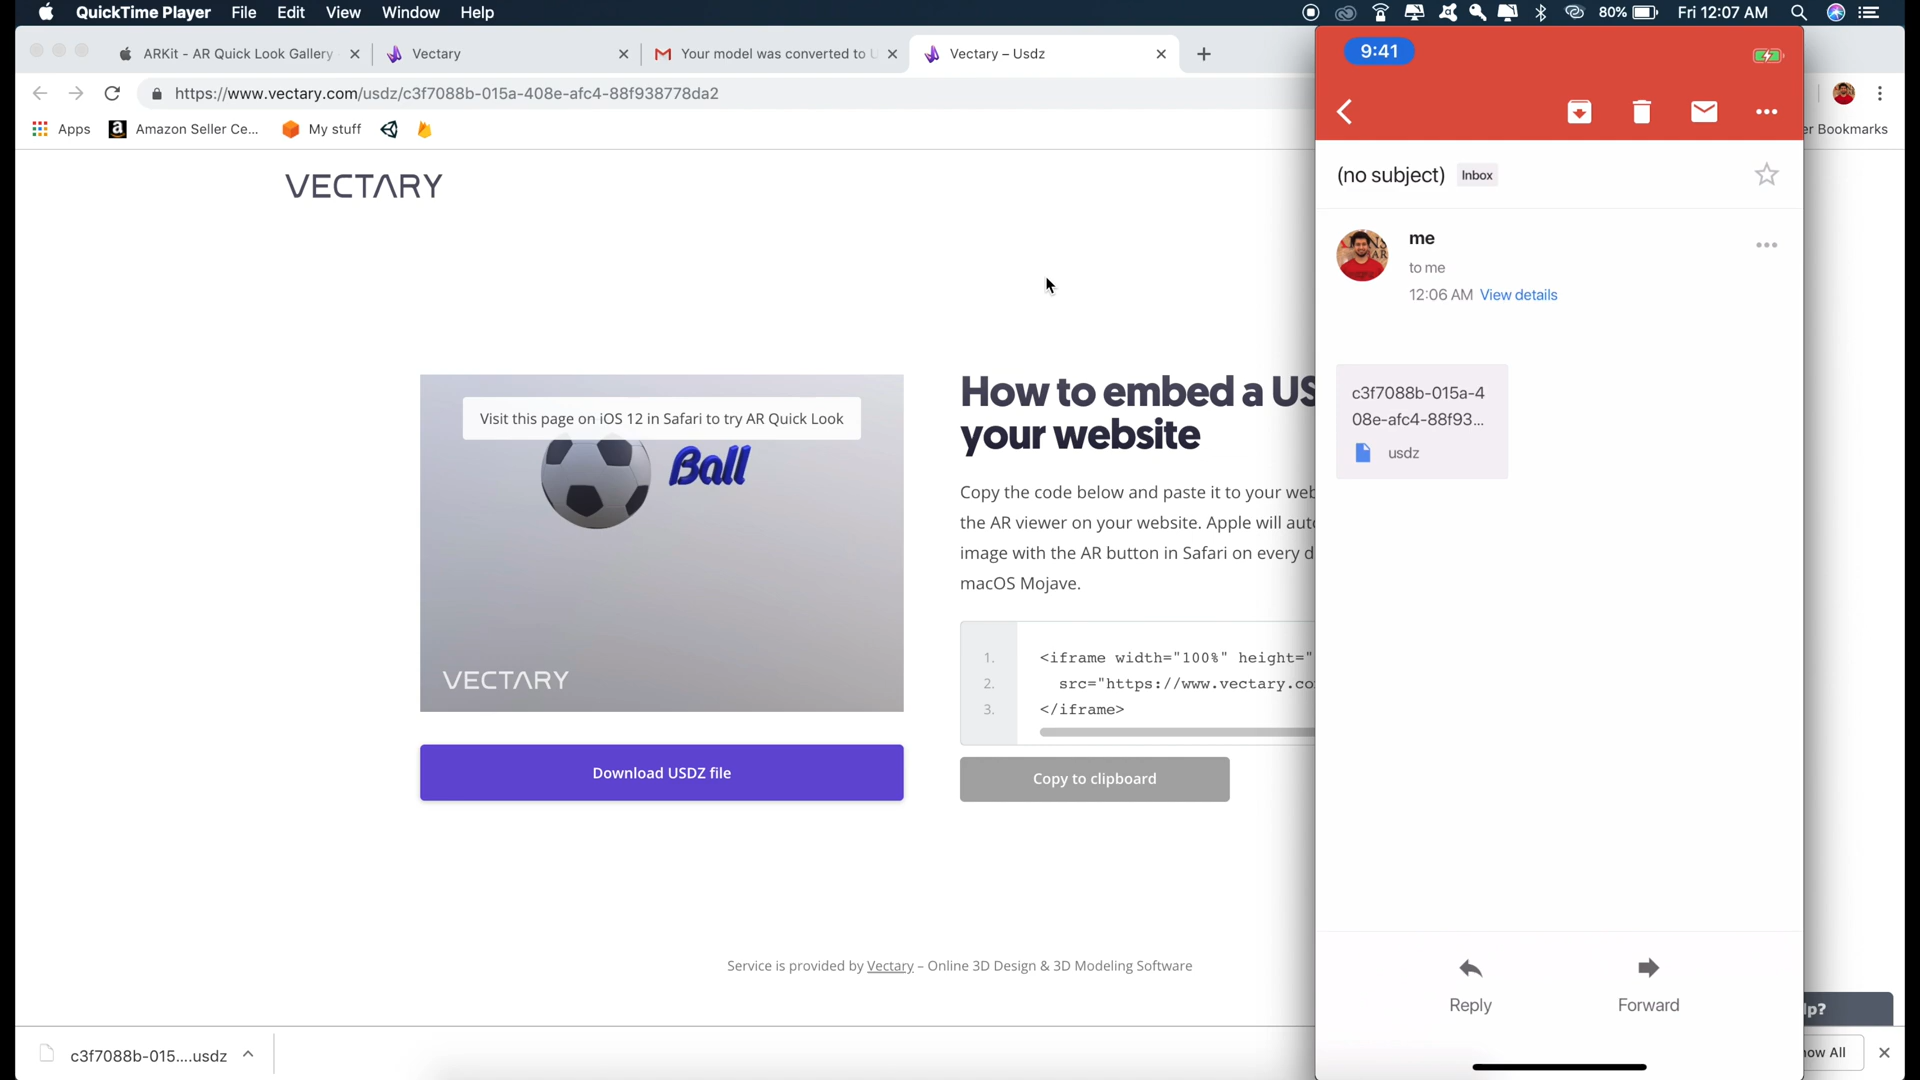 QuickTime Player File Edit View Window Help 80% Fri 12:07 AM
ARKit - AR Quick Look Gallery
Vectary
Your model was converted to U
Vectary – Usdz
https://www.vectary.com/usdz/c3f7088b-015a-408e-afc4-88f938778da2
Apps Amazon Seller Ce... My stuff
er Bookmarks
VECTARY
Visit this page on iOS 12 in Safari to try AR Quick Look
Ball
VECTARY
Download USDZ file
How to embed a US
your website
Copy the code below and paste it to your web
the AR viewer on your website. Apple will auto
image with the AR button in Safari on every d
macOS Mojave.
1. <iframe width="100%" height="
2. src="https://www.vectary.co
3. </iframe>
Copy to clipboard
Service is provided by Vectary – Online 3D Design & 3D Modeling Software
c3f7088b-015....usdz
9:41
(no subject) Inbox
me
to me
12:06 AM View details
c3f7088b-015a-4
08e-afc4-88f93...
usdz
Reply
Forward
lp?
how All